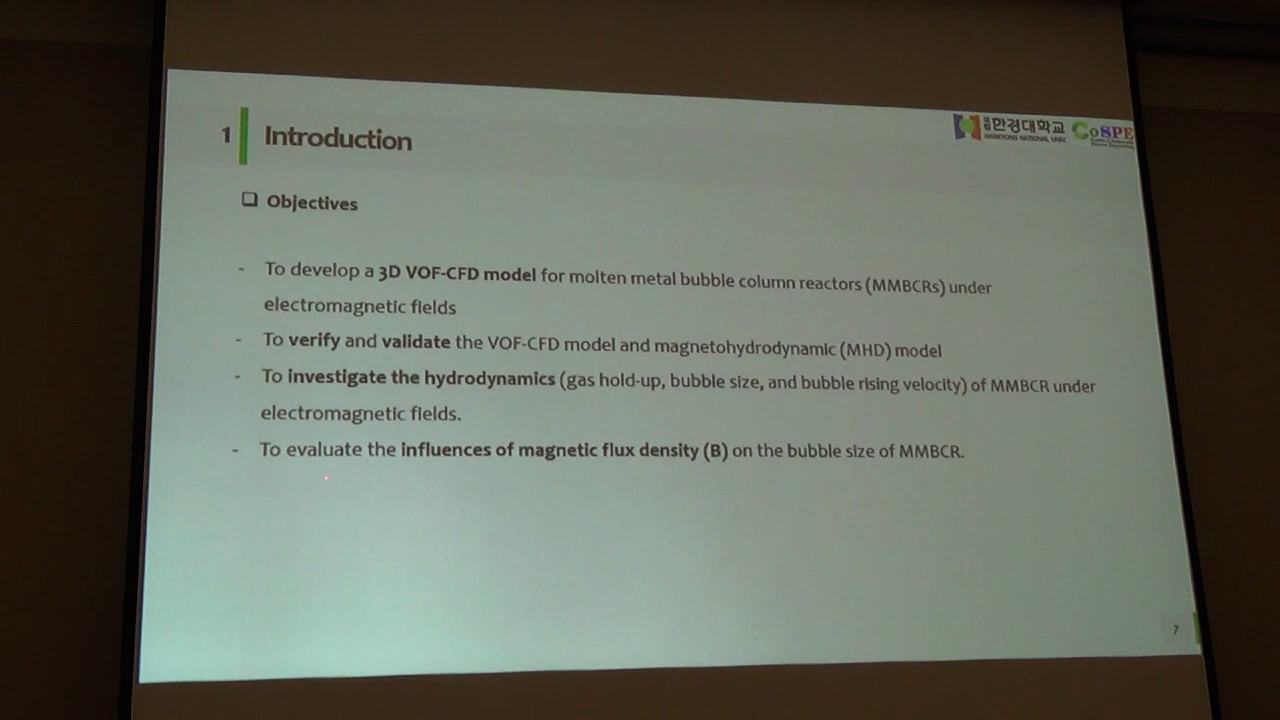 1 Introduction
국립 한경대학교
HANKYONG NATIONAL UNIV.
CoSPE
❑ Objectives
- To develop a 3D VOF-CFD model for molten metal bubble column reactors (MMBCRs) under
electromagnetic fields
- To verify and validate the VOF-CFD model and magnetohydrodynamic (MHD) model
- To investigate the hydrodynamics (gas hold-up, bubble size, and bubble rising velocity) of MMBCR under
electromagnetic fields.
- To evaluate the influences of magnetic flux density (B) on the bubble size of MMBCR.
7